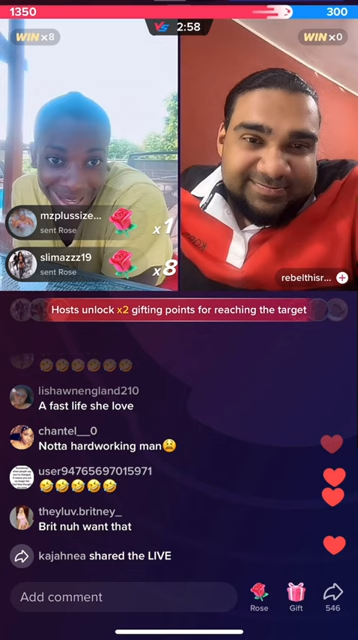 1350
300
WIN x8
VS 2:58
WIN x0
mzplussize...
sent Rose
x1
slimazzz19
sent Rose
x8
rebelthisr...
Hosts unlock x2 gifting points for reaching the target
🤣🤣🤣🤣🤣🤣
lishawnengland210
A fast life she love
chantel__0
Notta hardworking man😫
user94765697015971
🤣🤣🤣🤣🤣
theyluv.britney_
Brit nuh want that
kajahnea shared the LIVE
Add comment
Rose
Gift
546